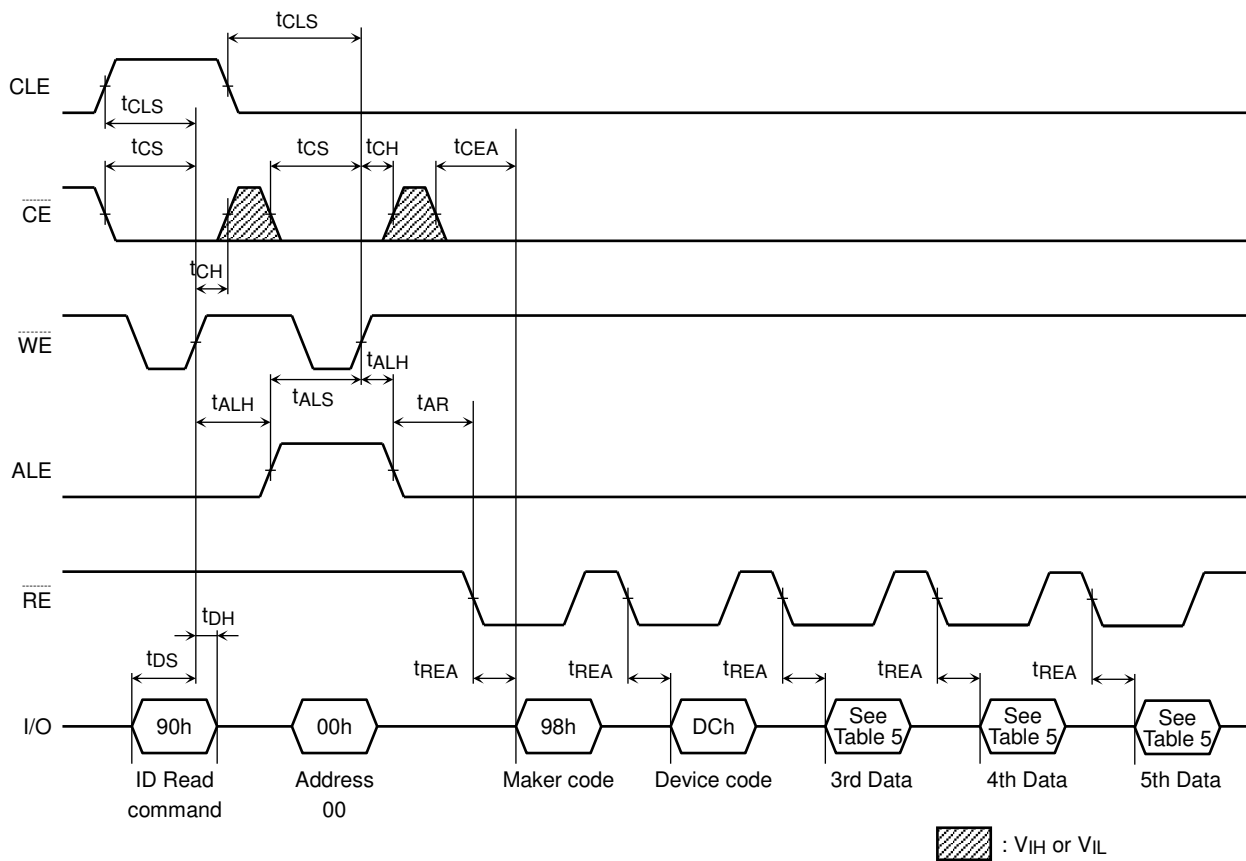 tCLS
CLE
tCLS
tCS
tCS
tCH
tCEA
CE
tCH
WE
tALH
tALH
tALS
tAR
ALE
RE
tDH
tDS
tREA
tREA
tREA
tREA
tREA
I/O
90h
00h
98h
DCh
See
Table 5
See
Table 5
See
Table 5
ID Read
command
Address
00
Maker code
Device code
3rd Data
4th Data
5th Data
: VIH or VIL